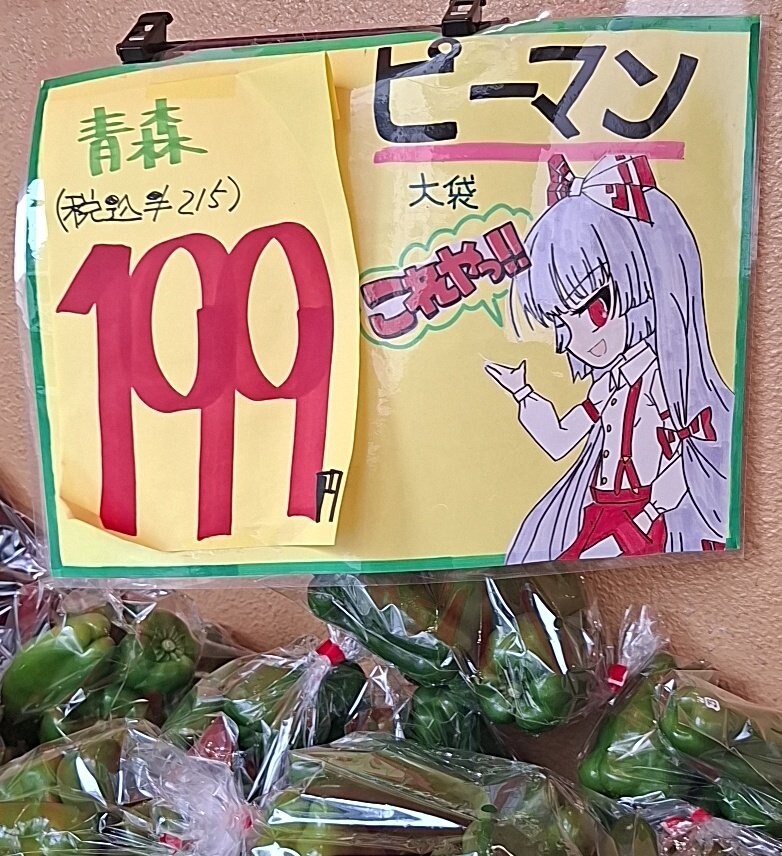 青森
(税込¥215)
199円
ピーマン
大袋
これやっ!!